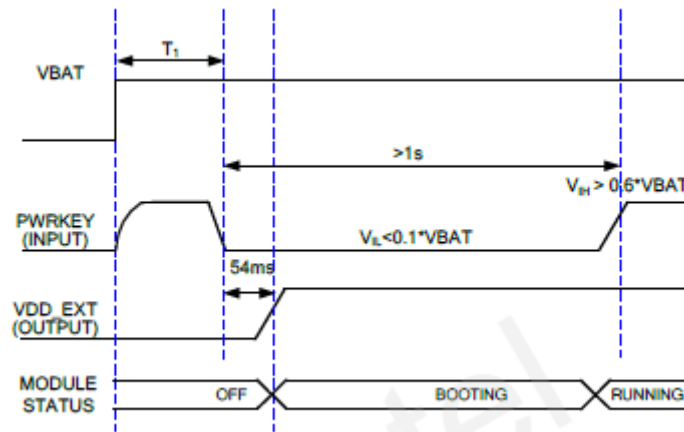 T1
VBAT
>1s
VIH > 0.6*VBAT
PWRKEY
(INPUT)
VIL<0.1*VBAT
54ms
VDD_EXT
(OUTPUT)
MODULE
STATUS
OFF
BOOTING
RUNNING